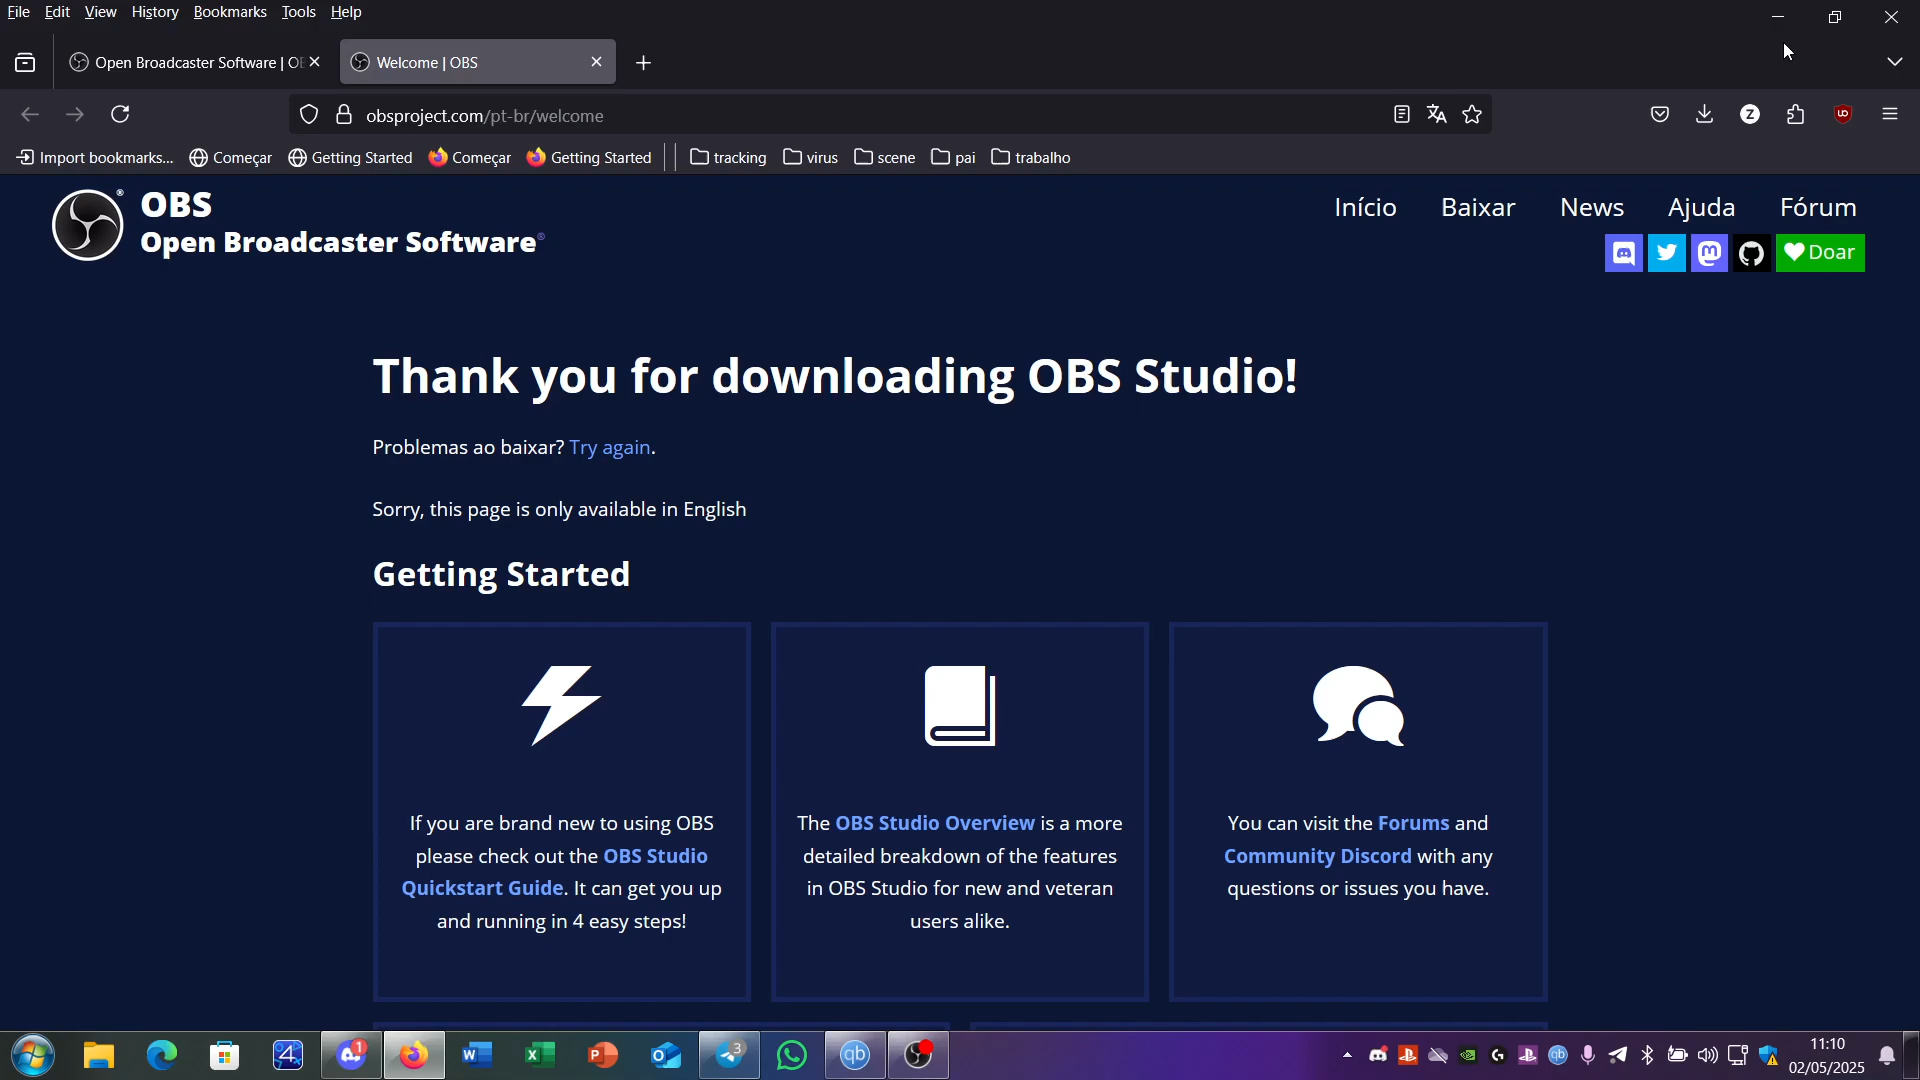 File Edit View History Bookmarks Tools Help
Open Broadcaster Software | OB
Welcome | OBS
obsproject.com/pt-br/welcome
Z
Import bookmarks... Começar Getting Started Começar Getting Started tracking virus scene pai trabalho
OBS
Open Broadcaster Software®
Início Baixar News Ajuda Fórum
Doar
Thank you for downloading OBS Studio!
Problemas ao baixar? Try again.
Sorry, this page is only available in English
Getting Started
If you are brand new to using OBS
please check out the OBS Studio
Quickstart Guide. It can get you up
and running in 4 easy steps!
The OBS Studio Overview is a more
detailed breakdown of the features
in OBS Studio for new and veteran
users alike.
You can visit the Forums and
Community Discord with any
questions or issues you have.
4 1 W X P O 3 qb
11:10
02/05/2025